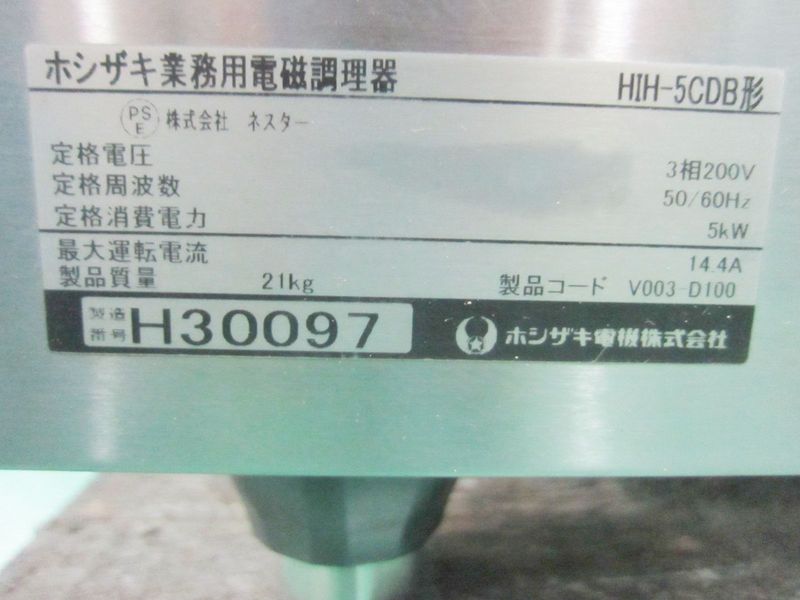 ホシザキ業務用電磁調理器 HIH-5CDB形
PSE 株式会社 ネスター
定格電圧 3相200V
定格周波数 50/60Hz
定格消費電力 5kW
最大運転電流 14.4A
製品質量 21kg 製品コード V003-D100
製造番号 H30097 ホシザキ電機株式会社